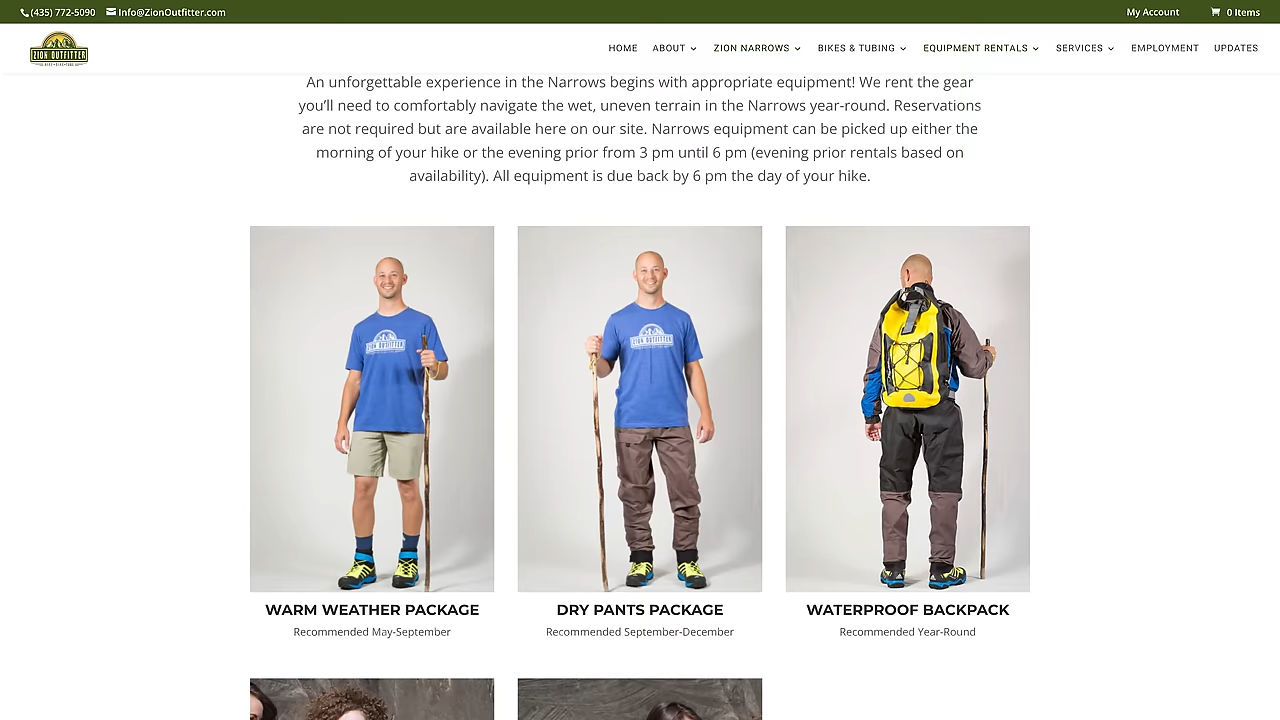 (435) 772-5090 Info@ZionOutfitter.com My Account 0 Items
ZION OUTFITTER
HOME ABOUT ZION NARROWS BIKES & TUBING EQUIPMENT RENTALS SERVICES EMPLOYMENT UPDATES
An unforgettable experience in the Narrows begins with appropriate equipment! We rent the gear
you’ll need to comfortably navigate the wet, uneven terrain in the Narrows year-round. Reservations
are not required but are available here on our site. Narrows equipment can be picked up either the
morning of your hike or the evening prior from 3 pm until 6 pm (evening prior rentals based on
availability). All equipment is due back by 6 pm the day of your hike.
ZION OUTFITTER
ZION OUTFITTER
WARM WEATHER PACKAGE
Recommended May-September
DRY PANTS PACKAGE
Recommended September-December
WATERPROOF BACKPACK
Recommended Year-Round